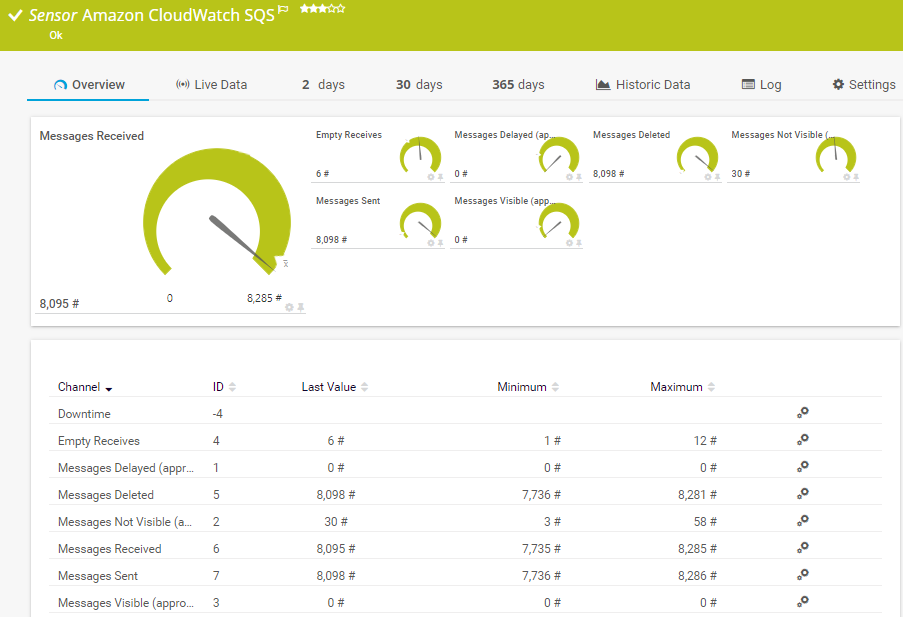 Sensor Amazon CloudWatch SQS
Ok
Overview Live Data 2 days 30 days 365 days Historic Data Log Settings
Messages Received
0
8,285 #
x̄
8,095 #
Empty Receives
6 #
Messages Delayed (ap...
0 #
Messages Deleted
8,098 #
Messages Not Visible (...
30 #
Messages Sent
8,098 #
Messages Visible (app...
0 #
Channel ID Last Value Minimum Maximum
Downtime -4
Empty Receives 4 6 # 1 # 12 #
Messages Delayed (appr... 1 0 # 0 # 0 #
Messages Deleted 5 8,098 # 7,736 # 8,281 #
Messages Not Visible (a... 2 30 # 3 # 58 #
Messages Received 6 8,095 # 7,735 # 8,285 #
Messages Sent 7 8,098 # 7,736 # 8,286 #
Messages Visible (appro... 3 0 # 0 # 0 #